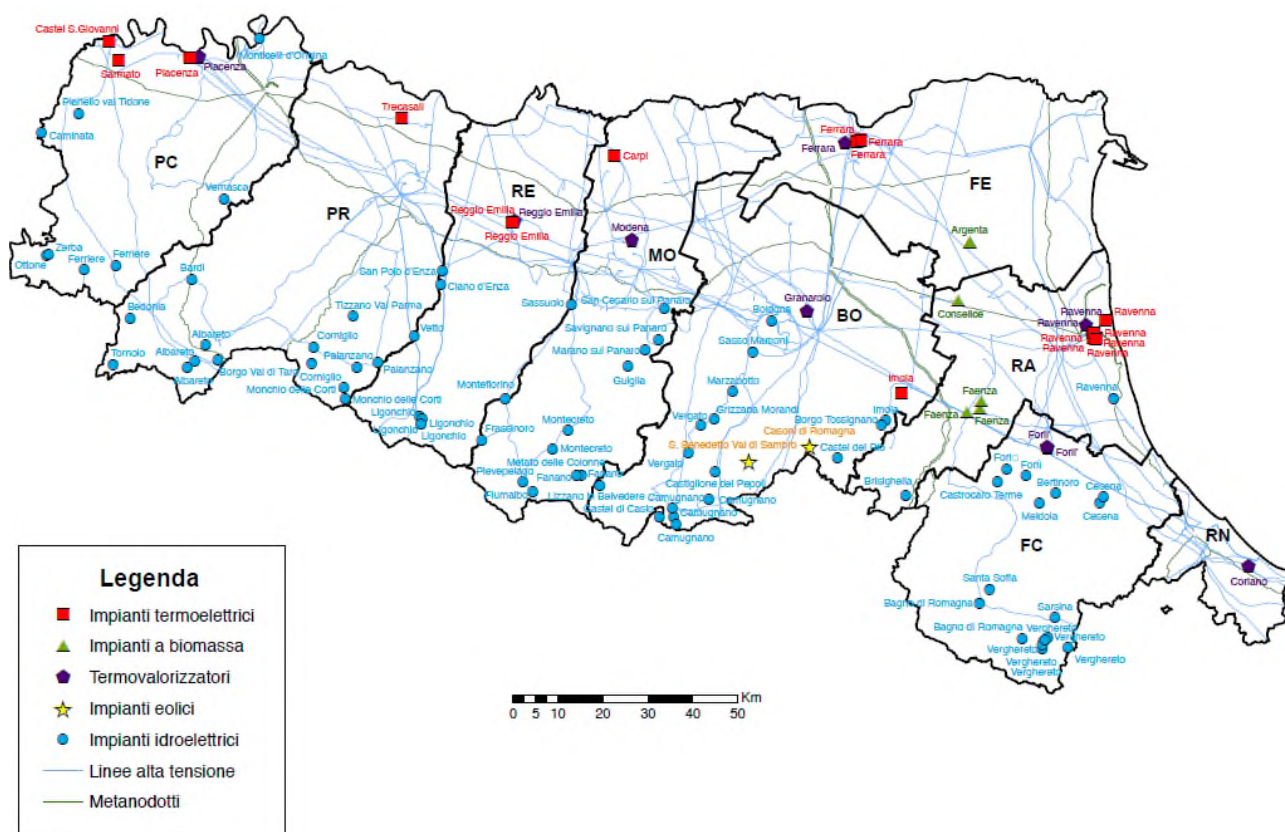 Castel S.Giovanni
Sarmato
Piacenza
Piacenza
Monticelli d'Ongina
Pianello val Tidone
Caminata
PC
Vernasca
Zerba
Ottone
Ferriere
Ferriere
Trecasali
PR
Bardi
Bedonia
Tornolo
Albareto
Albareto
Albareto
Borgo Val di Taro
Tizzano Val Parma
Corniglio
Corniglio
Palanzano
Palanzano
Monchio delle Corti
Monchio delle Corti
RE
Reggio Emilia
Reggio Emilia
Reggio Emilia
San Polo d'Enza
Ciano d'Enza
Vetto
Ligonchio
Ligonchio
Ligonchio
Ligonchio
Carpi
Modena
MO
Sassuolo
San Cesario sul Panaro
Savignano sul Panaro
Marano sul Panaro
Guiglia
Montefiorino
Frassinoro
Montecreto
Montecreto
Pievepelago
Fiumalbo
Metato delle Colonne
Fanano
Fanano
Ferrara
Ferrara
Ferrara
Ferrara
FE
Argenta
Granarolo
BO
Bologna
Sasso Marconi
Marzabotto
Grizzana Morandi
Vergato
Vergato
S. Benedetto Val di Sambro
Casoni di Romagna
Borgo Tossignano
Imola
Imola
Castel del Rio
Castiglione dei Pepoli
Lizzano in Belvedere
Castel di Casio
Camugnano
Camugnano
Camugnano
Camugnano
Conselice
RA
Ravenna
Ravenna
Ravenna
Ravenna
Ravenna
Ravenna
Ravenna
Ravenna
Ravenna
Faenza
Faenza
Faenza
Brisighella
Forlì
Forlì
Forlì
Forlì
Castrocaro Terme
Bertinoro
Meldola
Cesena
Cesena
FC
Santa Sofia
Bagno di Romagna
Bagno di Romagna
Sarsina
Verghereto
Verghereto
Verghereto
Verghereto
Verghereto
Verghereto
RN
Coriano
Km
0 5 10 20 30 40 50
Legenda
Impianti termoelettrici
Impianti a biomassa
Termovalorizzatori
Impianti eolici
Impianti idroelettrici
Linee alta tensione
Metanodotti